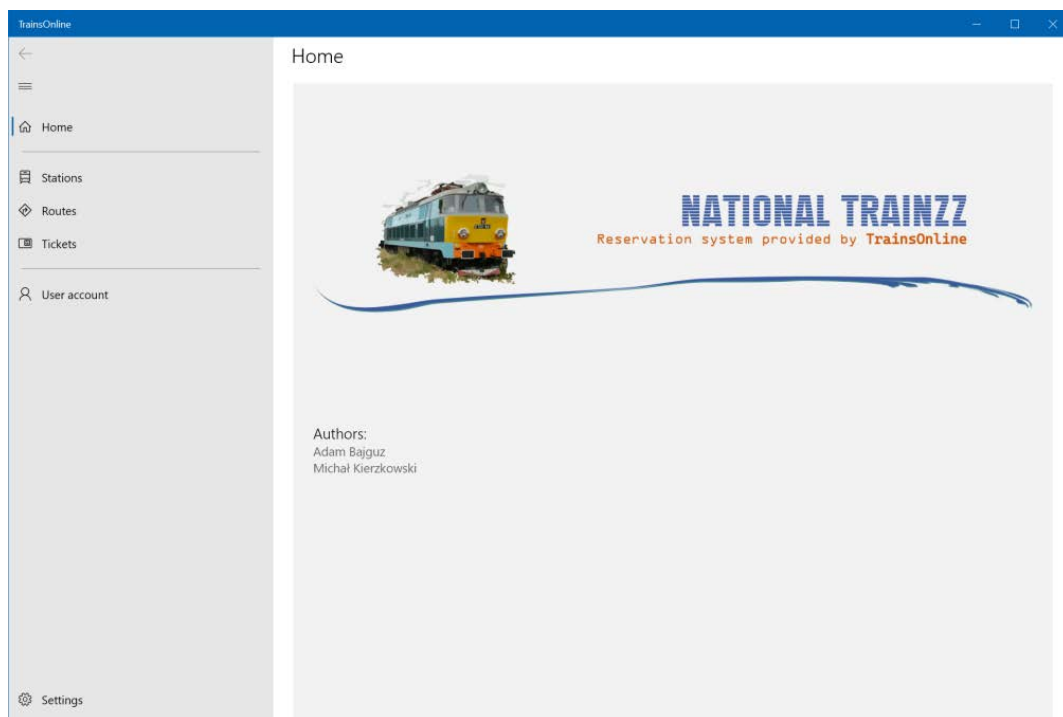 TrainsOnline
Home
Home
Stations
Routes
Tickets
User account
Settings
NATIONAL TRAINZZ
Reservation system provided by TrainsOnline
Authors:
Adam Bajguz
Michał Kierzkowski